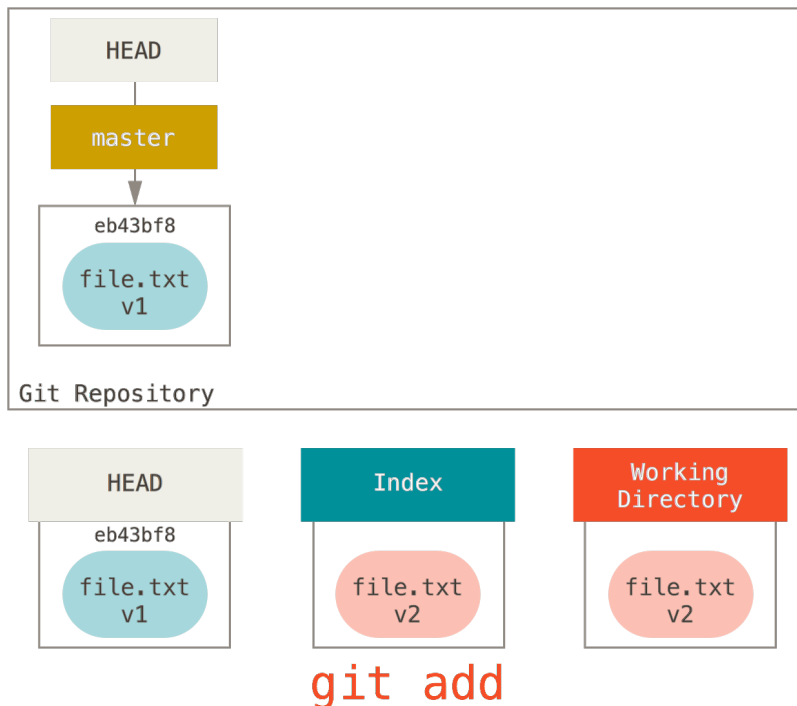 HEAD
master
eb43bf8
file.txt
v1
Git Repository
HEAD
Index
Working
Directory
eb43bf8
file.txt
v1
file.txt
v2
file.txt
v2
git add